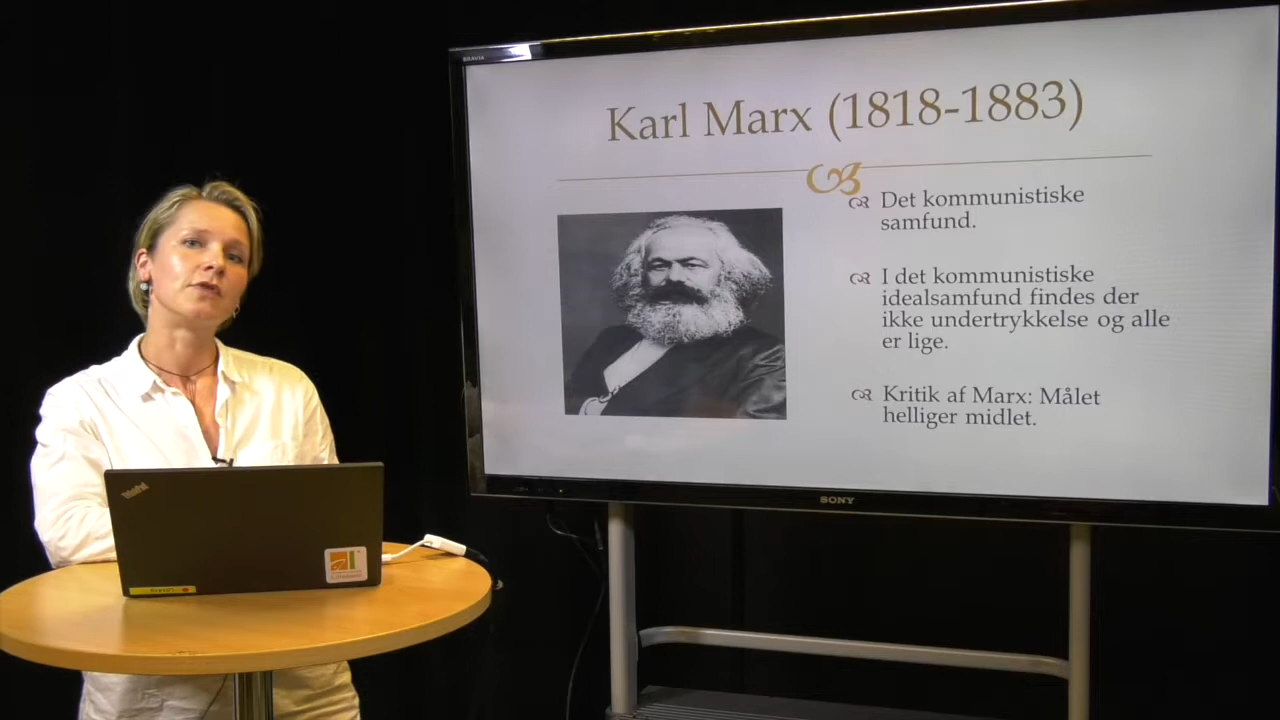 BRAVIA
Karl Marx (1818-1883)
Det kommunistiske
samfund.
I det kommunistiske
idealsamfund findes der
ikke undertrykkelse og alle
er lige.
Kritik af Marx: Målet
helliger midlet.
SONY
ThinkPad